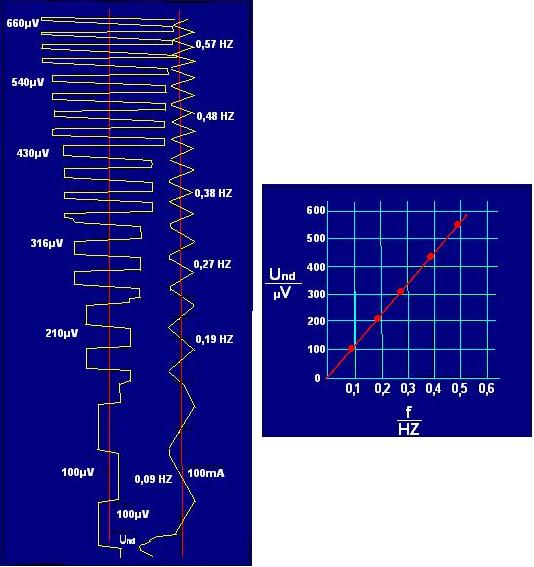 660µV
0,57 HZ
540µV
0,48 HZ
430µV
0,38 HZ
316µV
0,27 HZ
210µV
0,19 HZ
100µV
0,09 HZ
100mA
100µV
Und
600
500
400
300
200
100
0
Und
µV
0,1 0,2 0,3 0,4 0,5 0,6
f
HZ